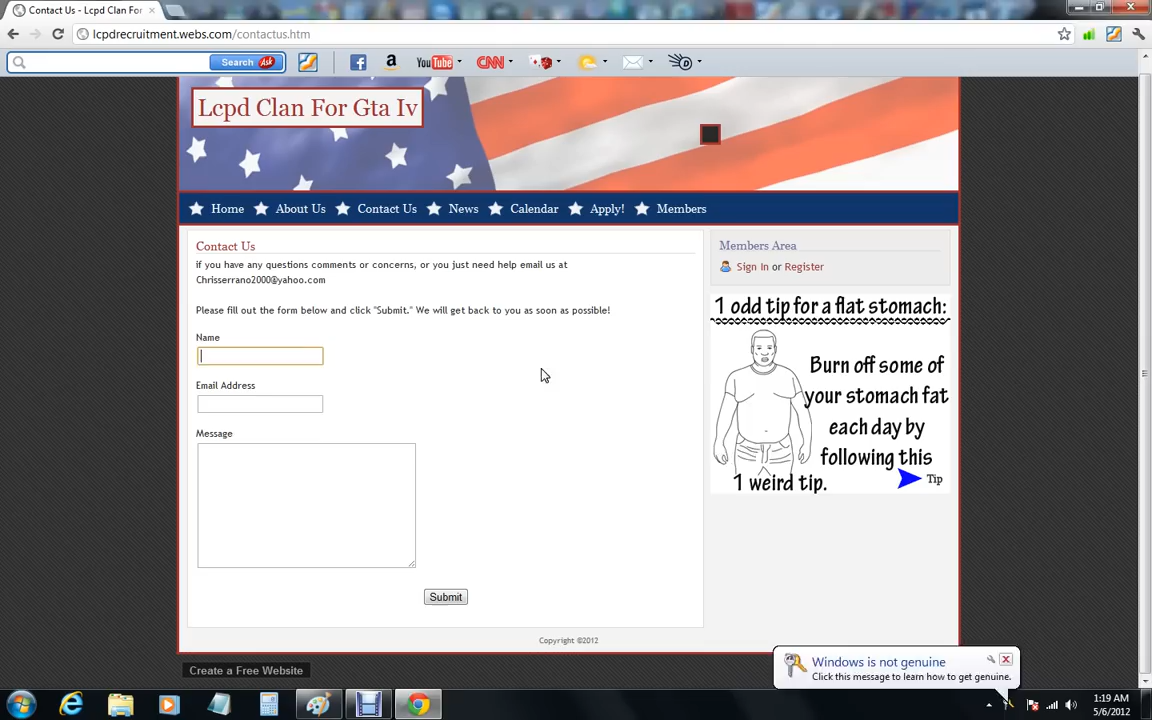 Contact Us - Lcpd Clan For
lcpdrecruitment.webs.com/contactus.htm
Search Ask
a
YouTube
CNN
Lcpd Clan For Gta Iv
Home
About Us
Contact Us
News
Calendar
Apply!
Members
Contact Us
if you have any questions comments or concerns, or you just need help email us at
Chrisserrano2000@yahoo.com
Please fill out the form below and click "Submit." We will get back to you as soon as possible!
Name
Email Address
Message
Submit
Members Area
Sign In or Register
1 odd tip for a flat stomach:
Burn off some of
your stomach fat
each day by
following this
1 weird tip.
Tip
Copyright ©2012
Create a Free Website
Windows is not genuine
Click this message to learn how to get genuine.
1:19 AM
5/6/2012